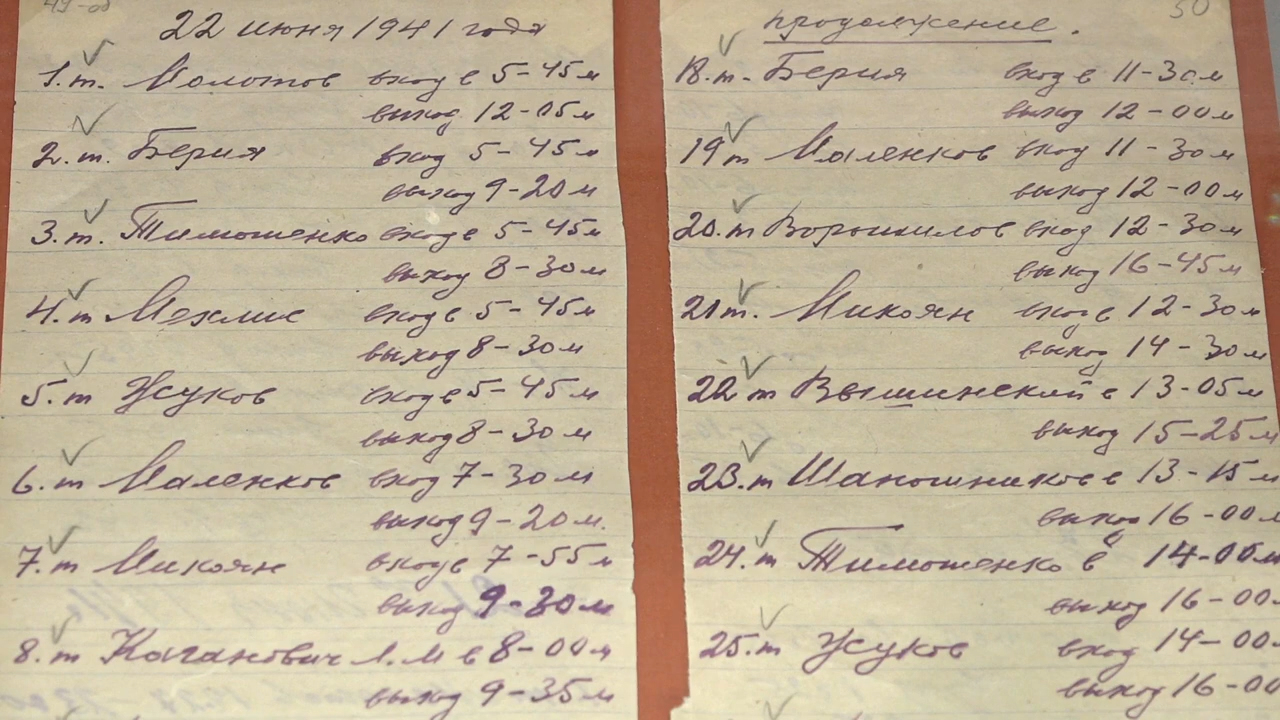 49-об
22 июня 1941 года
1. т. Молотов вход в 5-45 м
выход 12-05 м
2. т. Берия вход 5-45 м
выход 9-20 м
3. т. Тимошенко вход в 5-45 м
выход 8-30 м
4. т Мехлис вход в 5-45 м
выход 8-30 м
5. т Жуков вход в 5-45 м
выход 8-30 м
6. т Маленков вход 7-30 м
выход 9-20 м.
7. т Микоян вход в 7-55 м
выход 9-30 м
8. т Каганович Л. М в 8-00 м
выход 9-35 м
50
продолжение.
18. т. Берия вход в 11-30 м
выход 12-00 м
19 т Маленков вход 11-30 м
выход 12-00 м
20. т Ворошилов вход 12-30 м
выход 16-45 м
21 т. Микоян вход в 12-30 м
выход 14-30 м
22 т Вышинский в 13-05 м
выход 15-25 м
23. т Шапошников в 13-15 м
выход 16-00 м
24. т Тимошенко в 14-00 м
выход 16-00
25. т Жуков вход 14-00
выход 16-00